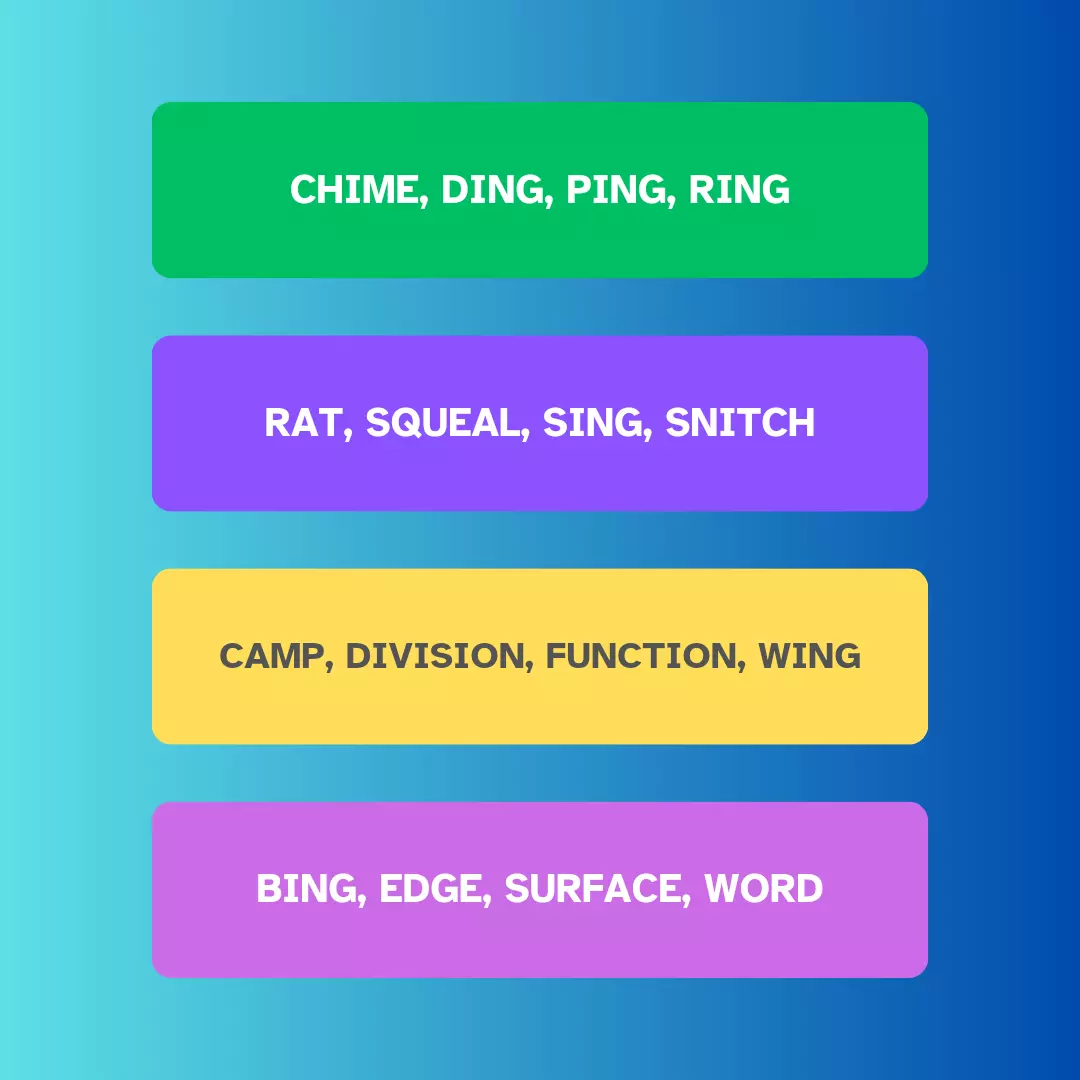 CHIME, DING, PING, RING
RAT, SQUEAL, SING, SNITCH
CAMP, DIVISION, FUNCTION, WING
BING, EDGE, SURFACE, WORD